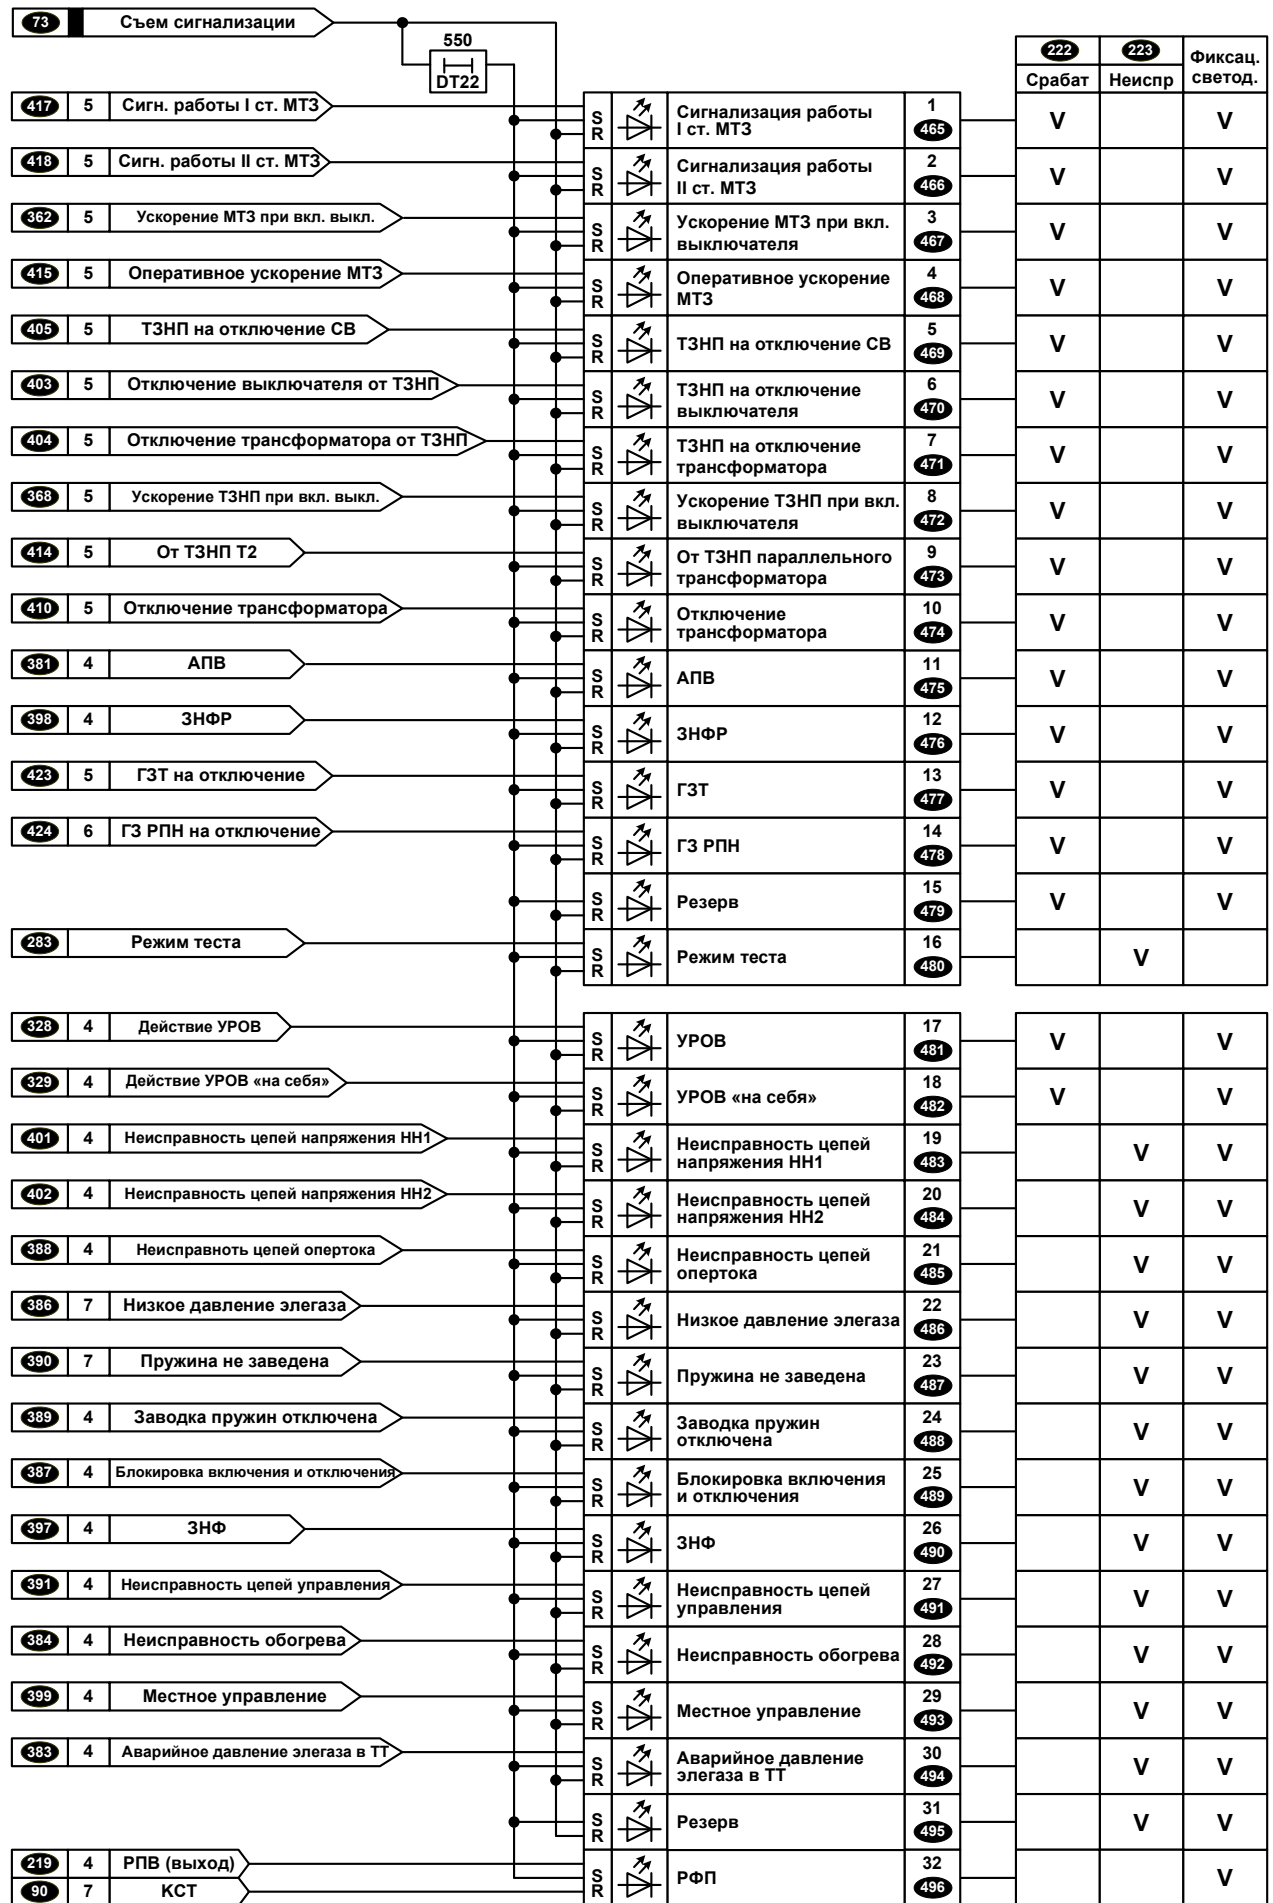 73 Съем сигнализации
550
DT22
222 223 Фиксац.
Срабат Неиспр светод.
417 5 Сигн. работы I ст. МТЗ S R Сигнализация работы 1
I ст. МТЗ 465 V V
418 5 Сигн. работы II ст. МТЗ S R Сигнализация работы 2
II ст. МТЗ 466 V V
362 5 Ускорение МТЗ при вкл. выкл. S R Ускорение МТЗ при вкл. 3
выключателя 467 V V
415 5 Оперативное ускорение МТЗ S R Оперативное ускорение 4
МТЗ 468 V V
405 5 ТЗНП на отключение СВ S R ТЗНП на отключение СВ 5
469 V V
403 5 Отключение выключателя от ТЗНП S R ТЗНП на отключение 6
выключателя 470 V V
404 5 Отключение трансформатора от ТЗНП S R ТЗНП на отключение 7
трансформатора 471 V V
368 5 Ускорение ТЗНП при вкл. выкл. S R Ускорение ТЗНП при вкл. 8
выключателя 472 V V
414 5 От ТЗНП Т2 S R От ТЗНП параллельного 9
трансформатора 473 V V
410 5 Отключение трансформатора S R Отключение 10
трансформатора 474 V V
381 4 АПВ S R АПВ 11
475 V V
398 4 ЗНФР S R ЗНФР 12
476 V V
423 5 ГЗТ на отключение S R ГЗТ 13
477 V V
424 6 ГЗ РПН на отключение S R ГЗ РПН 14
478 V V
S R Резерв 15
479 V V
283 Режим теста S R Режим теста 16
480 V
328 4 Действие УРОВ S R УРОВ 17
481 V V
329 4 Действие УРОВ «на себя» S R УРОВ «на себя» 18
482 V V
401 4 Неисправность цепей напряжения НН1 S R Неисправность цепей 19
напряжения НН1 483 V V
402 4 Неисправность цепей напряжения НН2 S R Неисправность цепей 20
напряжения НН2 484 V V
388 4 Неисправноть цепей опертока S R Неисправность цепей 21
опертока 485 V V
386 7 Низкое давление элегаза S R Низкое давление элегаза 22
486 V V
390 7 Пружина не заведена S R Пружина не заведена 23
487 V V
389 4 Заводка пружин отключена S R Заводка пружин 24
отключена 488 V V
387 4 Блокировка включения и отключения S R Блокировка включения 25
и отключения 489 V V
397 4 ЗНФ S R ЗНФ 26
490 V V
391 4 Неисправность цепей управления S R Неисправность цепей 27
управления 491 V V
384 4 Неисправность обогрева S R Неисправность обогрева 28
492 V V
399 4 Местное управление S R Местное управление 29
493 V V
383 4 Аварийное давление элегаза в ТТ S R Аварийное давление 30
элегаза в ТТ 494 V V
S R Резерв 31
495 V V
219 4 РПВ (выход) S R РФП 32
90 7 КСТ 496 V